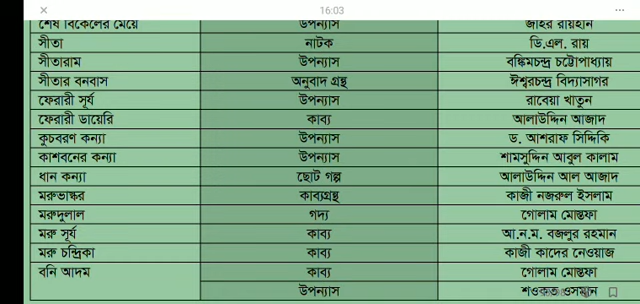 16:03
শেষ বিকেলের মেয়ে উপন্যাস জহির রায়হান
সীতা নাটক ডি.এল. রায়
সীতারাম উপন্যাস বঙ্কিমচন্দ্র চট্টোপাধ্যায়
সীতার বনবাস অনুবাদ গ্রন্থ ঈশ্বরচন্দ্র বিদ্যাসাগর
ফেরারী সূর্য উপন্যাস রাবেয়া খাতুন
ফেরারী ডায়েরি কাব্য আলাউদ্দিন আজাদ
কুচবরণ কন্যা উপন্যাস ড. আশরাফ সিদ্দিকি
কাশবনের কন্যা উপন্যাস শামসুদ্দিন আবুল কালাম
ধান কন্যা ছোট গল্প আলাউদ্দিন আল আজাদ
মরুভাস্কর কাব্যগ্রন্থ কাজী নজরুল ইসলাম
মরুদুলাল গদ্য গোলাম মোস্তফা
মরু সূর্য কাব্য আ.ন.ম. বজলুর রহমান
মরু চন্দ্রিকা কাব্য কাজী কাদের নেওয়াজ
বনি আদম কাব্য গোলাম মোস্তফা
উপন্যাস শওকত ওসমান